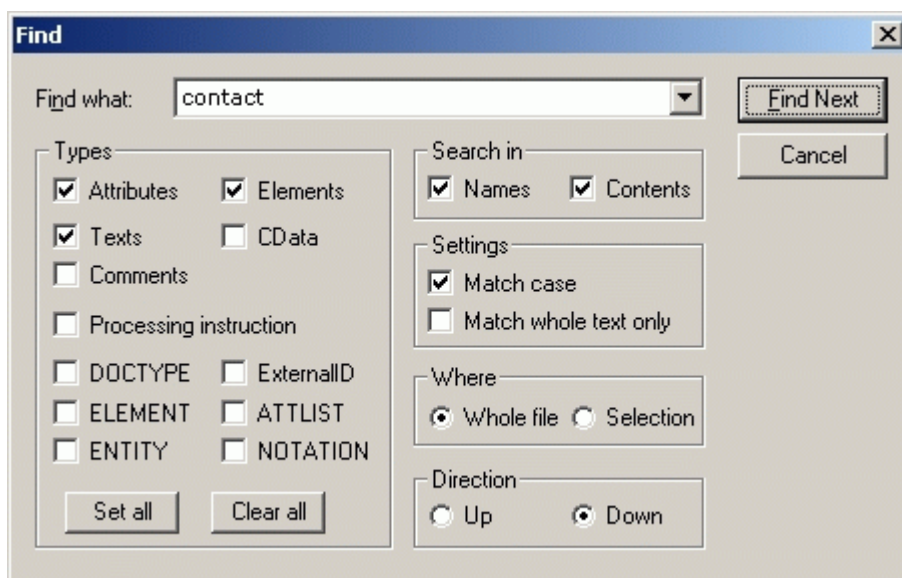 Find
Find what: contact
Find Next
Cancel
Types
Attributes Elements
Texts CData
Comments
Processing instruction
DOCTYPE ExternalID
ELEMENT ATTLIST
ENTITY NOTATION
Set all Clear all
Search in
Names Contents
Settings
Match case
Match whole text only
Where
Whole file Selection
Direction
Up Down